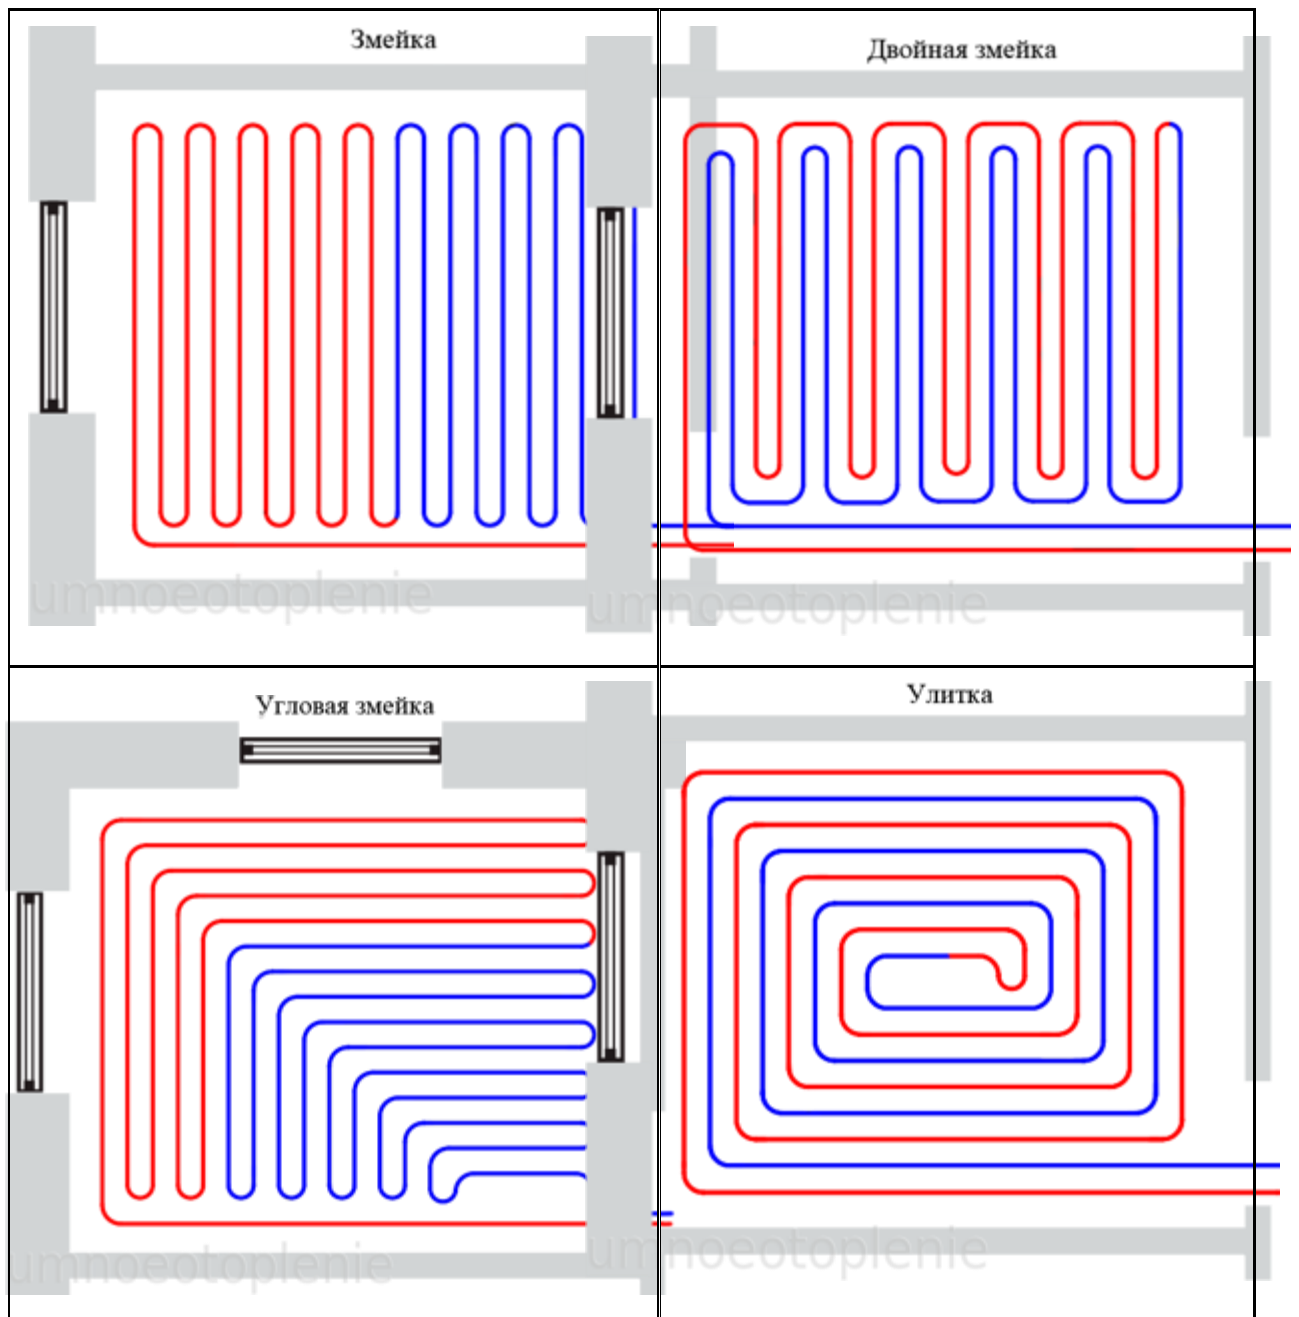 Змейка
Двойная змейка
umnoeotoplenie
umnoeotoplenie
Угловая змейка
Улитка
umnoeotoplenie
umnoeotoplenie